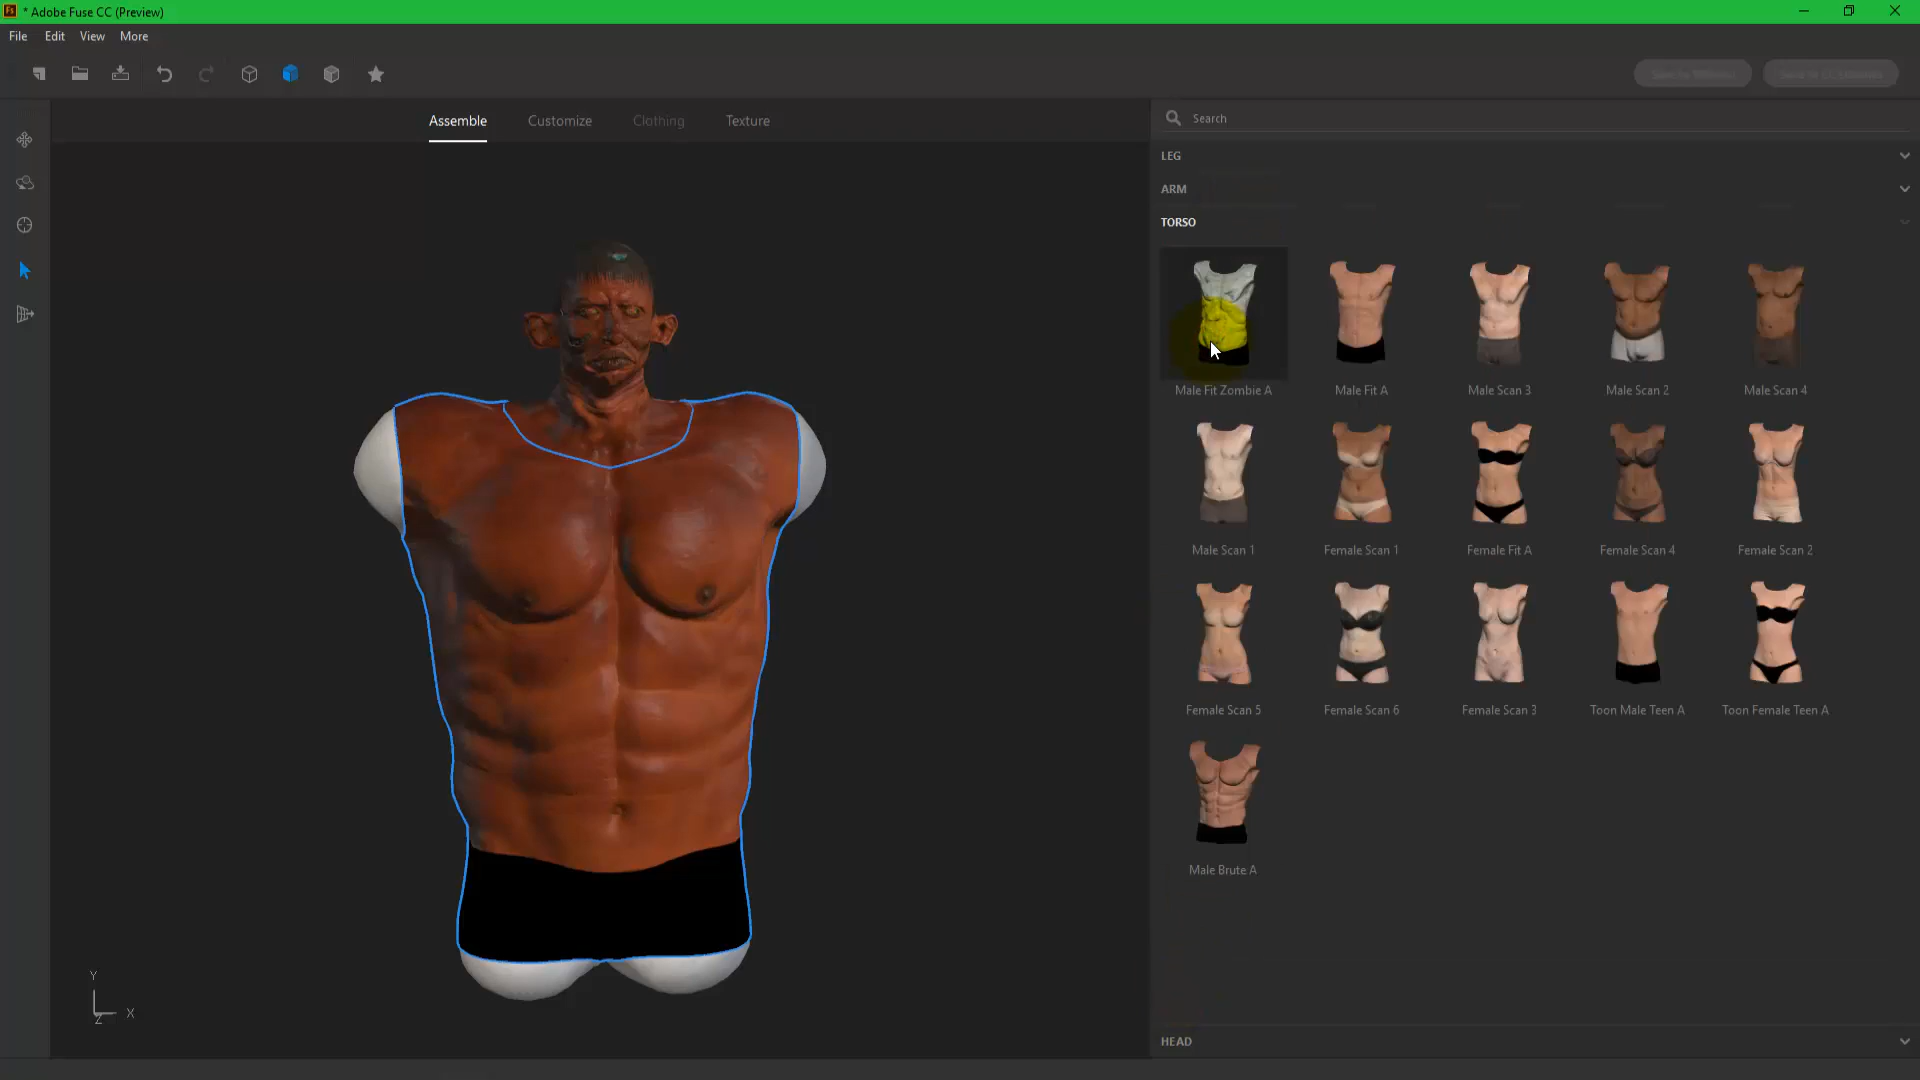 Fs * Adobe Fuse CC (Preview)
File Edit View More
Assemble Customize Clothing Texture
Search
LEG
ARM
TORSO
Male Fit Zombie A Male Fit A Male Scan 3 Male Scan 2 Male Scan 4
Male Scan 1 Female Scan 1 Female Fit A Female Scan 4 Female Scan 2
Female Scan 5 Female Scan 6 Female Scan 3 Toon Male Teen A Toon Female Teen A
Male Brute A
Y
Z X
HEAD